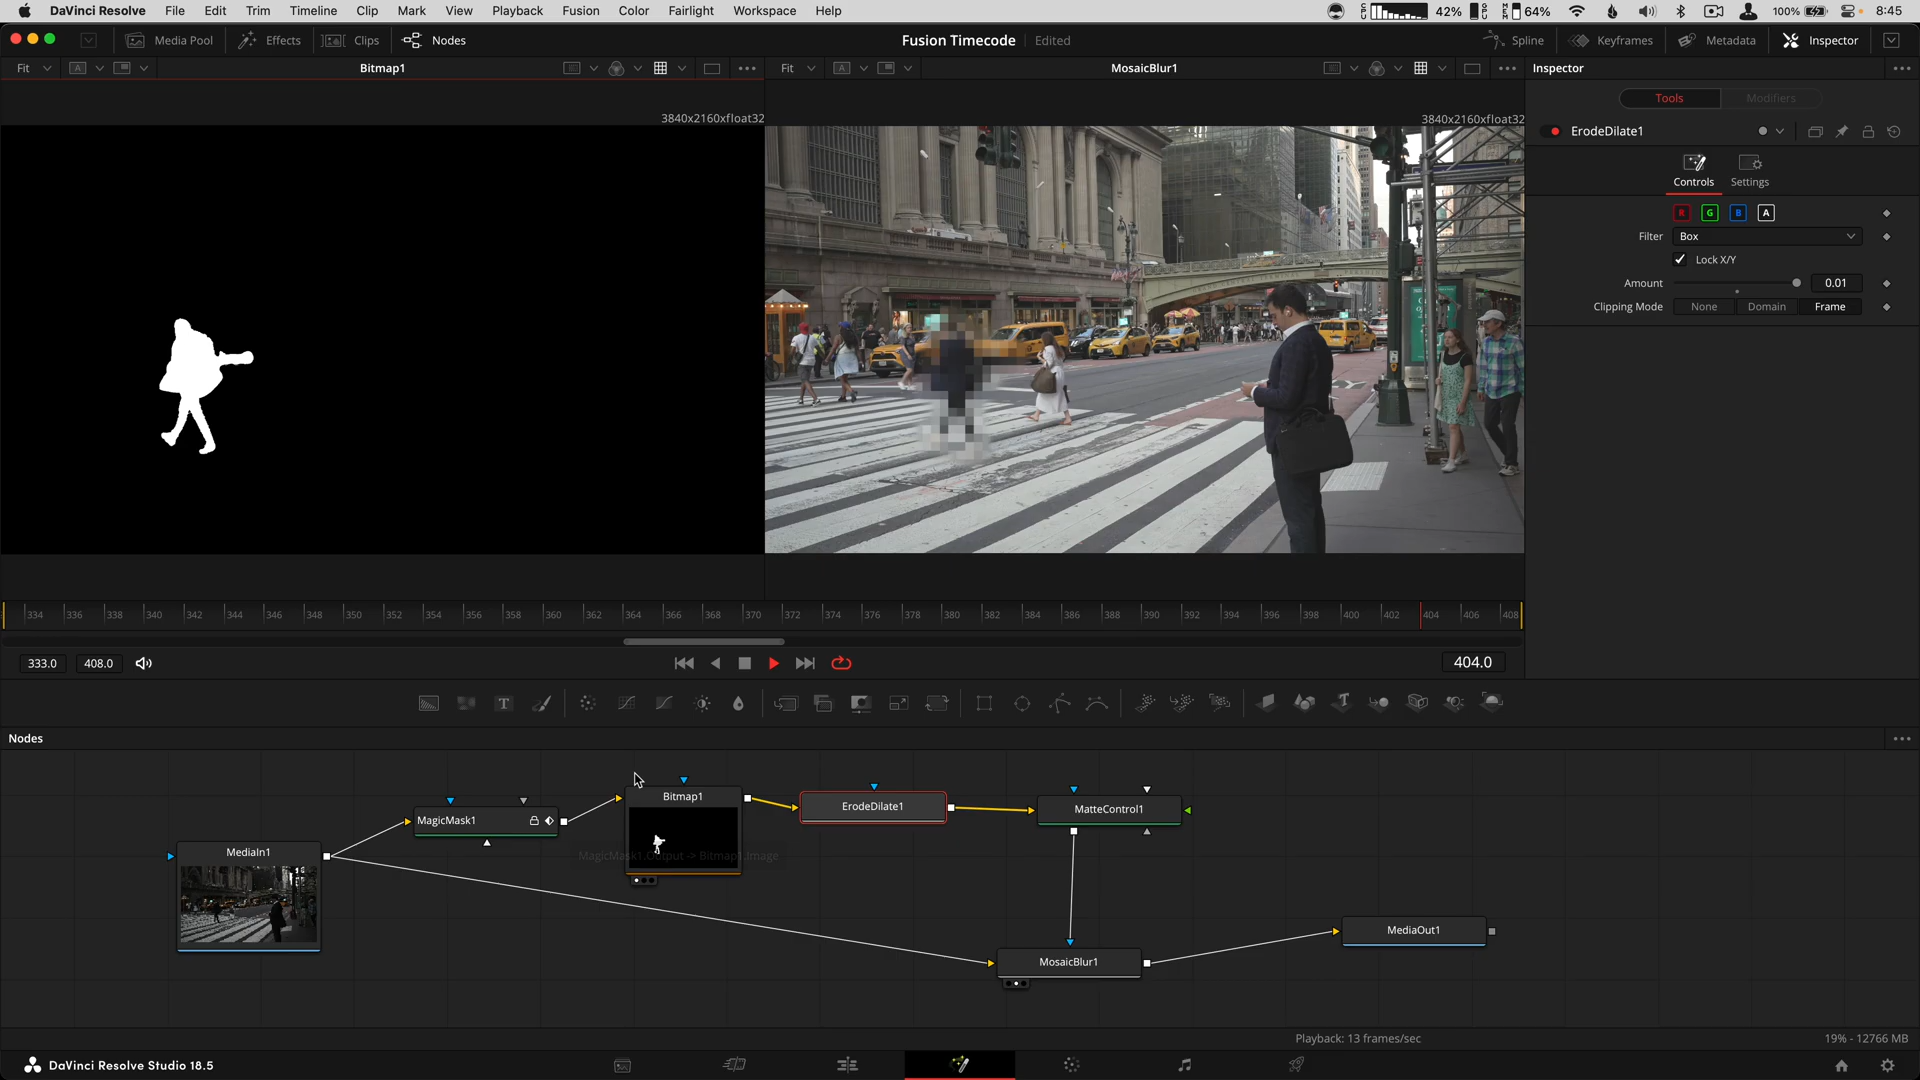 DaVinci Resolve File Edit Trim Timeline Clip Mark View Playback Fusion Color Fairlight Workspace Help
CPU 42% GPU MEM 64% 100% 8:45
Media Pool Effects Clips Nodes
Fusion Timecode Edited
Spline Keyframes Metadata Inspector
Fit A Bitmap1
Fit A MosaicBlur1
Inspector
3840x2160xfloat32
3840x2160xfloat32
Tools Modifiers
ErodeDilate1
Controls Settings
R G B A
Filter Box
Lock X/Y
Amount 0.01
Clipping Mode None Domain Frame
334 336 338 340 342 344 346 348 350 352 354 356 358 360 362 364 366 368 370 372 374 376 378 380 382 384 386 388 390 392 394 396 398 400 402 404 406 408
333.0 408.0 404.0
Nodes
Bitmap1
ErodeDilate1
MatteControl1
MagicMask1
MediaIn1
MagicMask1.Output -> Bitmap1.Image
MediaOut1
MosaicBlur1
Playback: 13 frames/sec
19% - 12766 MB
DaVinci Resolve Studio 18.5